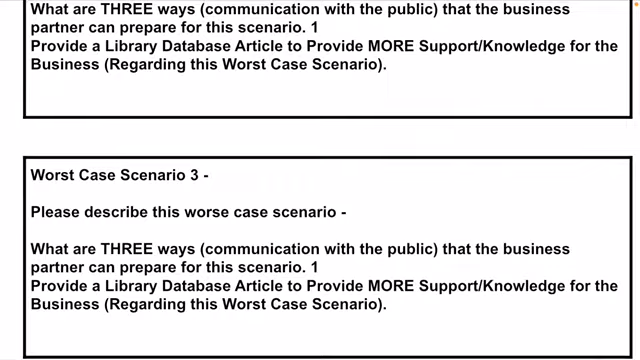 What are THREE ways (communication with the public) that the business
partner can prepare for this scenario. 1
Provide a Library Database Article to Provide MORE Support/Knowledge for the
Business (Regarding this Worst Case Scenario).
Worst Case Scenario 3 -
Please describe this worse case scenario -
What are THREE ways (communication with the public) that the business
partner can prepare for this scenario. 1
Provide a Library Database Article to Provide MORE Support/Knowledge for the
Business (Regarding this Worst Case Scenario).